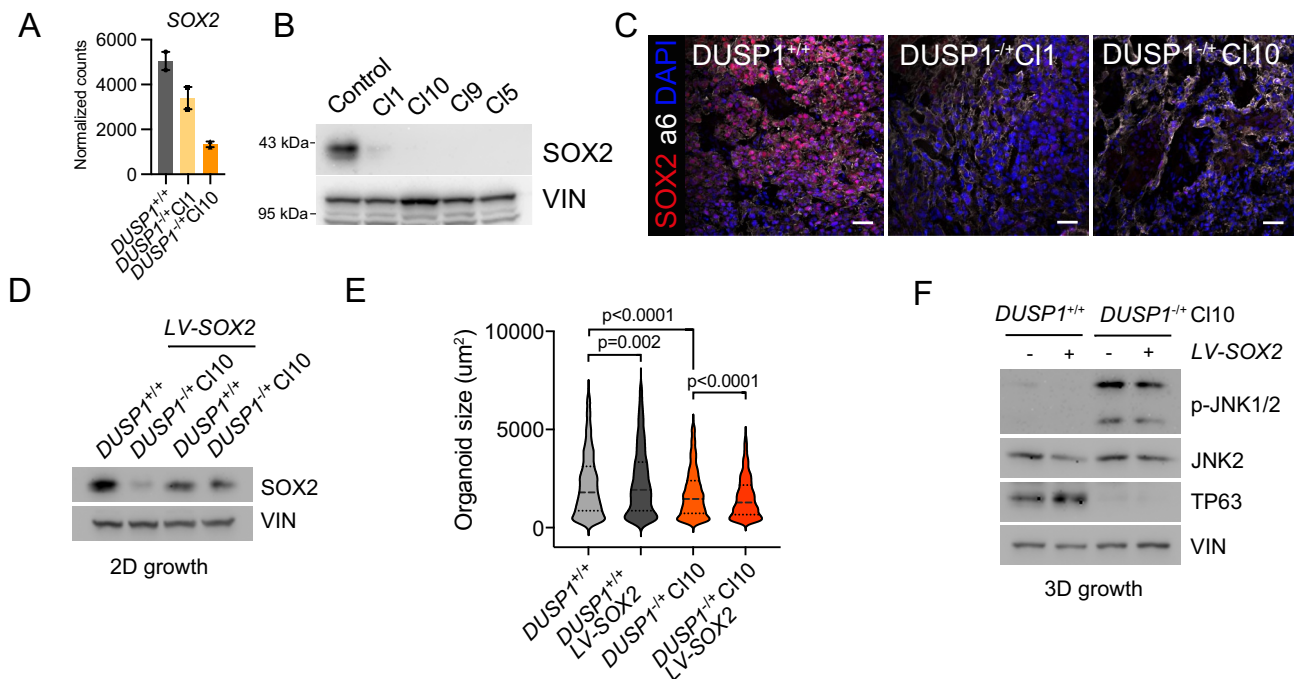 A
SOX2
Normalized counts
6000
4000
2000
0
DUSP1+/+
DUSP1-/+Cl1
DUSP1-/+Cl10
B
Control
Cl1
Cl10
Cl9
Cl5
43 kDa
95 kDa
SOX2
VIN
C
SOX2 a6 DAPI
DUSP1+/+
DUSP1-/+Cl1
DUSP1-/+Cl10
D
LV-SOX2
DUSP1+/+
DUSP1-/+ Cl10
DUSP1+/+
DUSP1-/+ Cl10
SOX2
VIN
2D growth
E
Organoid size (um2)
10000
5000
0
p<0.0001
p=0.002
p<0.0001
DUSP1+/+
DUSP1+/+
LV-SOX2
DUSP1-/+ Cl10
DUSP1-/+ Cl10
LV-SOX2
F
DUSP1+/+ DUSP1-/+ Cl10
- + - + LV-SOX2
p-JNK1/2
JNK2
TP63
VIN
3D growth